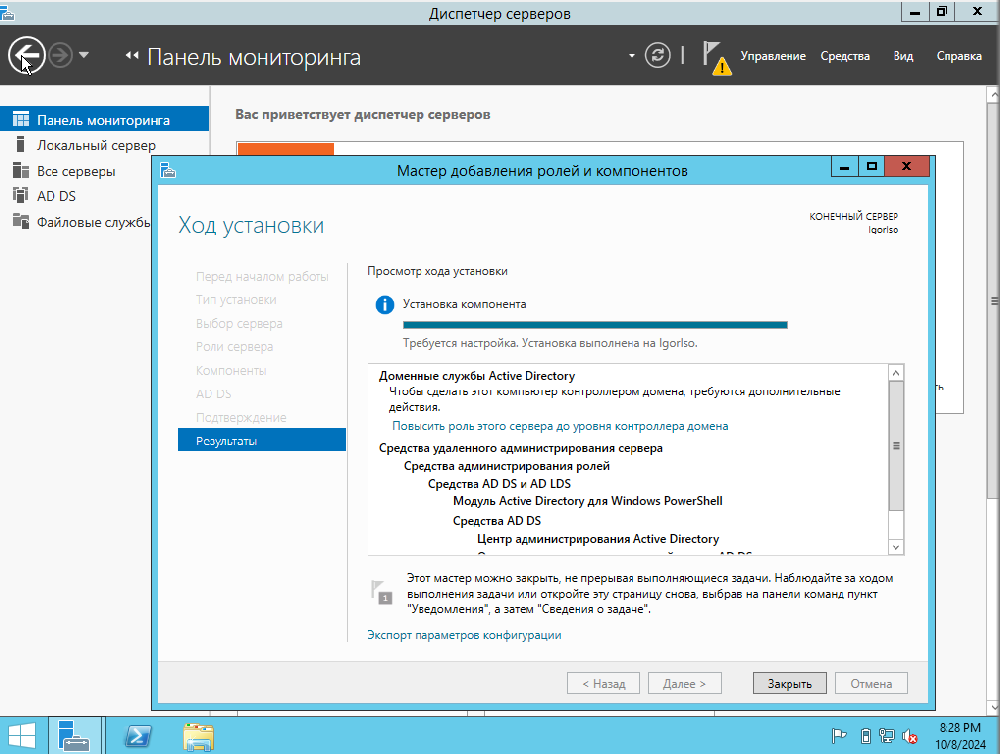 Диспетчер серверов
Панель мониторинга
Управление Средства Вид Справка
Панель мониторинга
Локальный сервер
Все серверы
AD DS
Файловые службы
Вас приветствует диспетчер серверов
Мастер добавления ролей и компонентов
Ход установки
КОНЕЧНЫЙ СЕРВЕР
IgorIso
Перед началом работы
Тип установки
Выбор сервера
Роли сервера
Компоненты
AD DS
Подтверждение
Результаты
Просмотр хода установки
Установка компонента
Требуется настройка. Установка выполнена на IgorIso.
Доменные службы Active Directory
Чтобы сделать этот компьютер контроллером домена, требуются дополнительные
действия.
Повысить роль этого сервера до уровня контроллера домена
Средства удаленного администрирования сервера
Средства администрирования ролей
Средства AD DS и AD LDS
Модуль Active Directory для Windows PowerShell
Средства AD DS
Центр администрирования Active Directory
1
Этот мастер можно закрыть, не прерывая выполняющиеся задачи. Наблюдайте за ходом
выполнения задачи или откройте эту страницу снова, выбрав на панели команд пункт
"Уведомления", а затем "Сведения о задаче".
Экспорт параметров конфигурации
< Назад
Далее >
Закрыть
Отмена
8:28 PM
10/8/2024